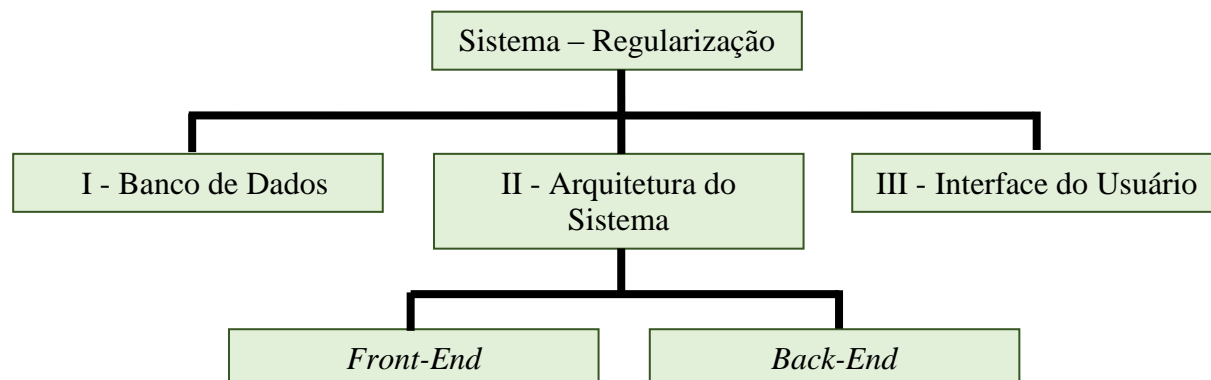 Sistema – Regularização
I - Banco de Dados
II - Arquitetura do
Sistema
III - Interface do Usuário
Front-End
Back-End